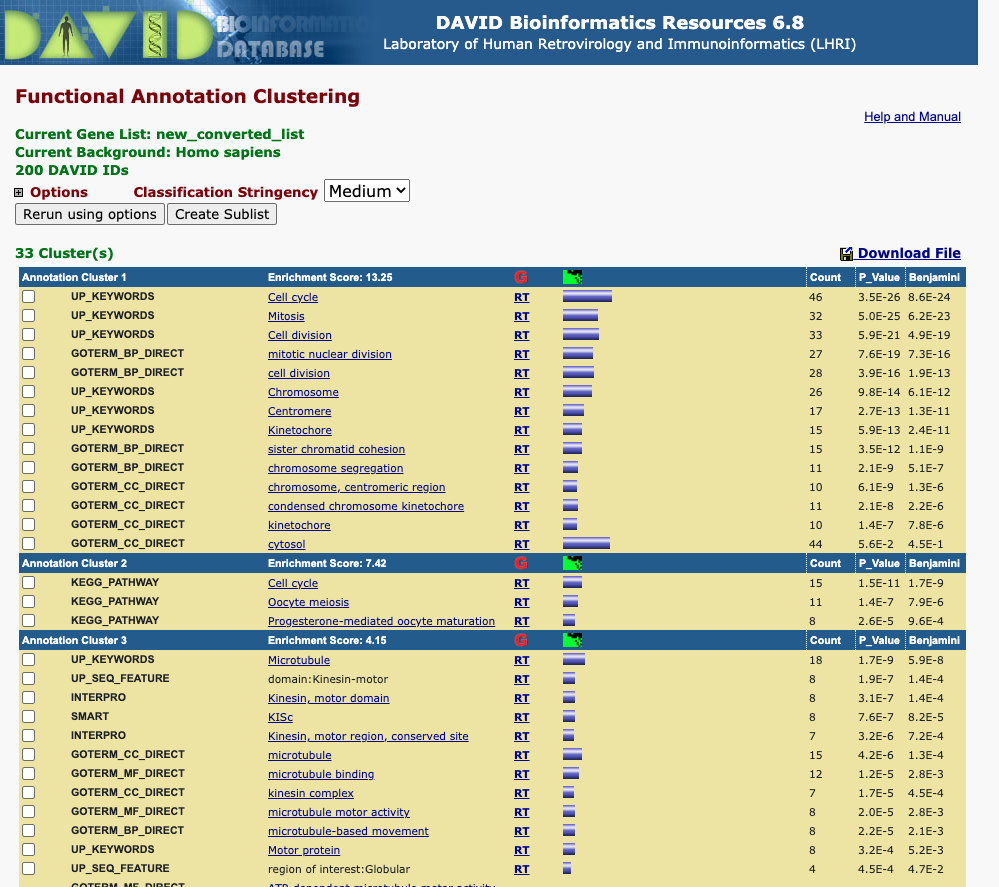 DAVID BIOINFORMATICS DATABASE
DAVID Bioinformatics Resources 6.8
Laboratory of Human Retrovirology and Immunoinformatics (LHRI)
Functional Annotation Clustering
Help and Manual
Current Gene List: new_converted_list
Current Background: Homo sapiens
200 DAVID IDs
Options Classification Stringency Medium
Rerun using options Create Sublist
33 Cluster(s) Download File
Annotation Cluster 1 Enrichment Score: 13.25 G Count P_Value Benjamini
UP_KEYWORDS Cell cycle RT 46 3.5E-26 8.6E-24
UP_KEYWORDS Mitosis RT 32 5.0E-25 6.2E-23
UP_KEYWORDS Cell division RT 33 5.9E-21 4.9E-19
GOTERM_BP_DIRECT mitotic nuclear division RT 27 7.6E-19 7.3E-16
GOTERM_BP_DIRECT cell division RT 28 3.9E-16 1.9E-13
UP_KEYWORDS Chromosome RT 26 9.8E-14 6.1E-12
UP_KEYWORDS Centromere RT 17 2.7E-13 1.3E-11
UP_KEYWORDS Kinetochore RT 15 5.9E-13 2.4E-11
GOTERM_BP_DIRECT sister chromatid cohesion RT 15 3.5E-12 1.1E-9
GOTERM_BP_DIRECT chromosome segregation RT 11 2.1E-9 5.1E-7
GOTERM_CC_DIRECT chromosome, centromeric region RT 10 6.1E-9 1.3E-6
GOTERM_CC_DIRECT condensed chromosome kinetochore RT 11 2.1E-8 2.2E-6
GOTERM_CC_DIRECT kinetochore RT 10 1.4E-7 7.8E-6
GOTERM_CC_DIRECT cytosol RT 44 5.6E-2 4.5E-1
Annotation Cluster 2 Enrichment Score: 7.42 G Count P_Value Benjamini
KEGG_PATHWAY Cell cycle RT 15 1.5E-11 1.7E-9
KEGG_PATHWAY Oocyte meiosis RT 11 1.4E-7 7.9E-6
KEGG_PATHWAY Progesterone-mediated oocyte maturation RT 8 2.6E-5 9.6E-4
Annotation Cluster 3 Enrichment Score: 4.15 G Count P_Value Benjamini
UP_KEYWORDS Microtubule RT 18 1.7E-9 5.9E-8
UP_SEQ_FEATURE domain:Kinesin-motor RT 8 1.9E-7 1.4E-4
INTERPRO Kinesin, motor domain RT 8 3.1E-7 1.4E-4
SMART KISc RT 8 7.6E-7 8.2E-5
INTERPRO Kinesin, motor region, conserved site RT 7 3.2E-6 7.2E-4
GOTERM_CC_DIRECT microtubule RT 15 4.2E-6 1.3E-4
GOTERM_MF_DIRECT microtubule binding RT 12 1.2E-5 2.8E-3
GOTERM_CC_DIRECT kinesin complex RT 7 1.7E-5 4.5E-4
GOTERM_MF_DIRECT microtubule motor activity RT 8 2.0E-5 2.8E-3
GOTERM_BP_DIRECT microtubule-based movement RT 8 2.2E-5 2.1E-3
UP_KEYWORDS Motor protein RT 8 3.2E-4 5.2E-3
UP_SEQ_FEATURE region of interest:Globular RT 4 4.5E-4 4.7E-2